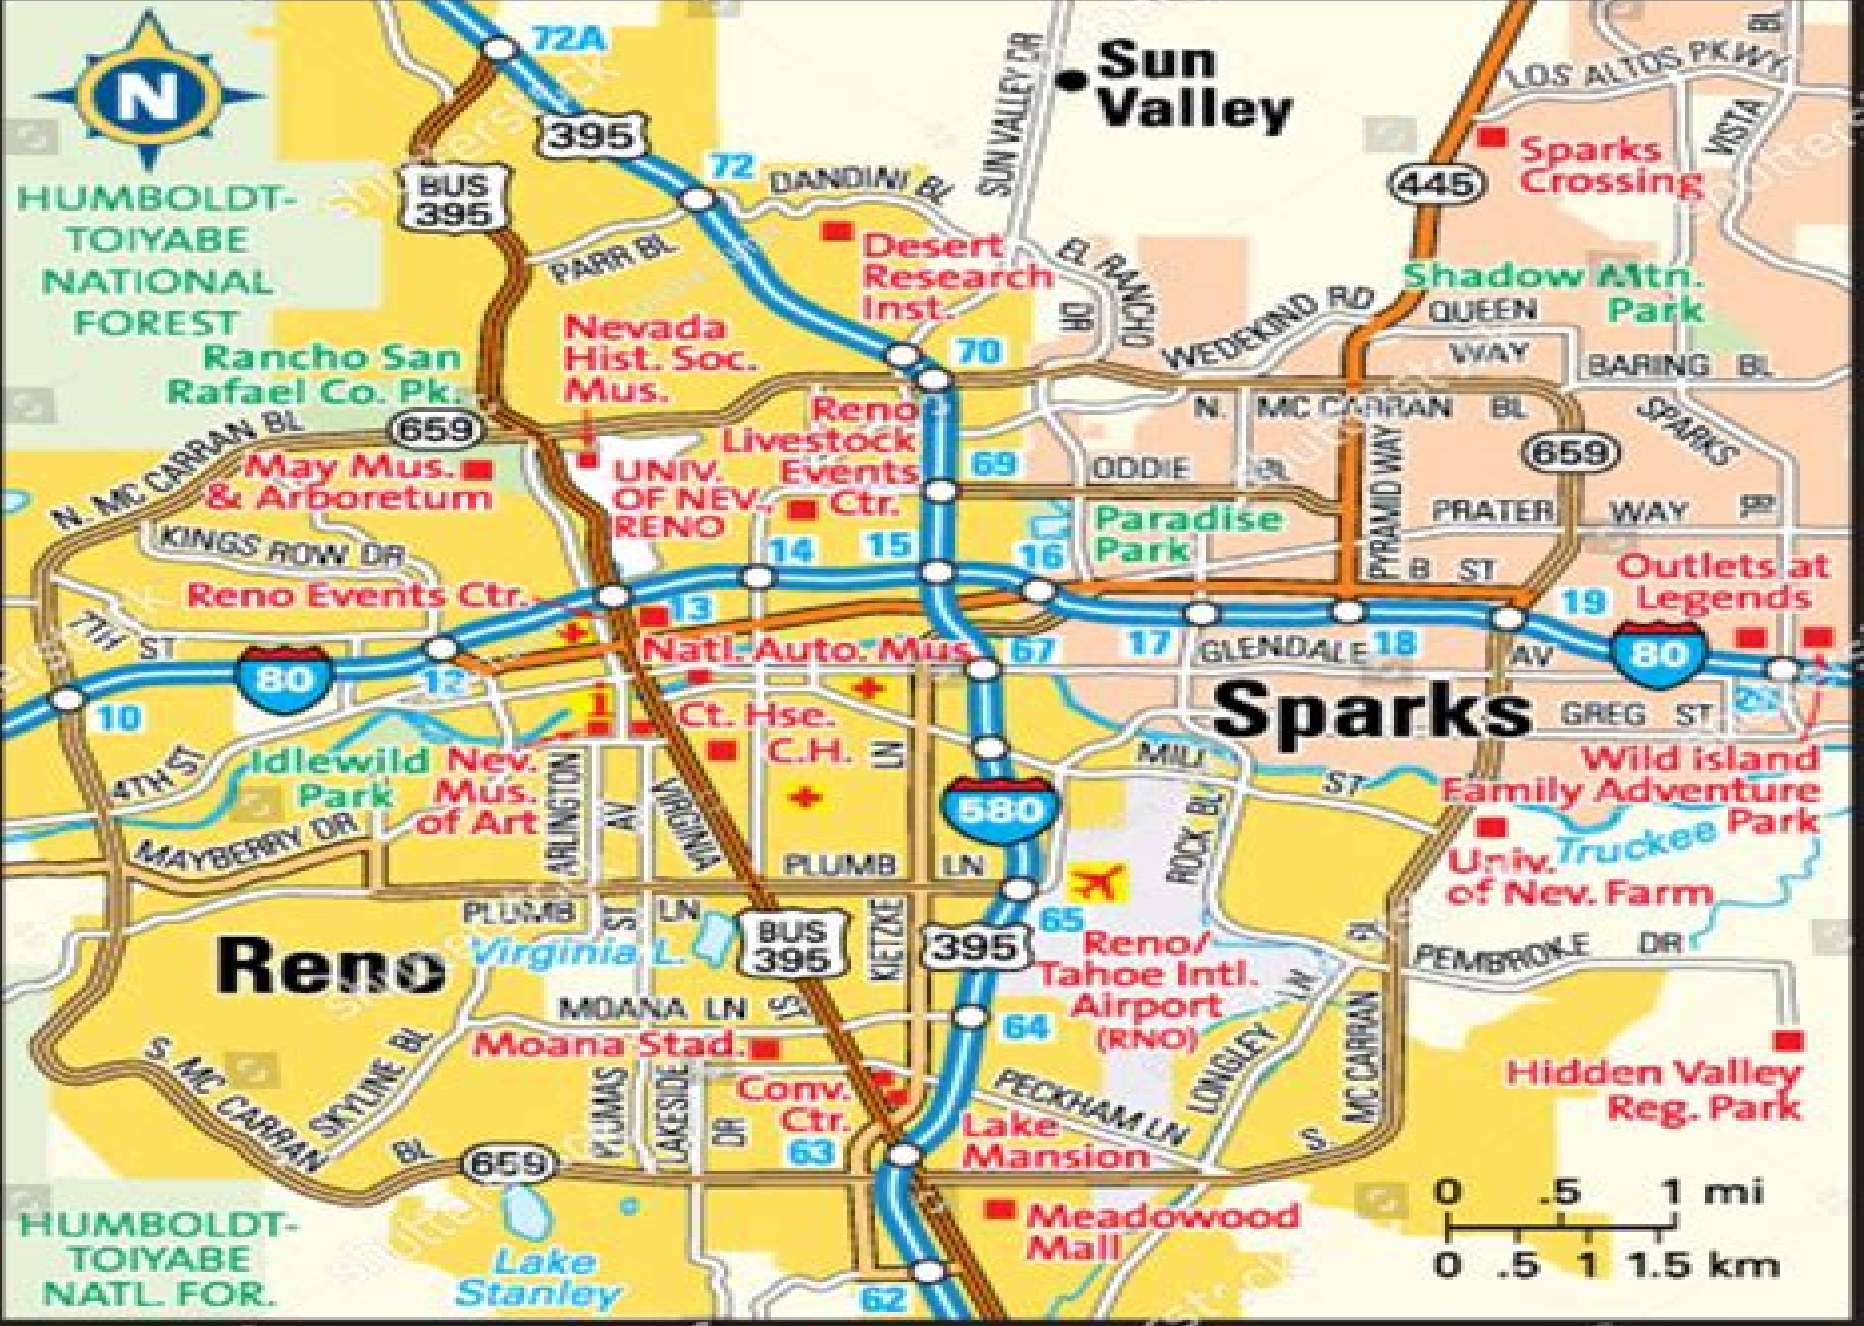 72A
Sun
Valley
SUN VALLEY DR
LOS ALTOS PKWY
BL
VISTA
N
395
72
DANDINI BL
Sparks
Crossing
445
BUS
395
HUMBOLDT-
TOIYABE
NATIONAL
FOREST
PARR BL
Desert
Research
Inst.
EL RANCHO
DR
WEDEKIND RD
Shadow Mtn.
Park
QUEEN
WAY
BARING BL
Rancho San
Rafael Co. Pk.
Nevada
Hist. Soc.
Mus.
70
N. MC CARRAN BL
SPARKS
BL
659
N. MC CARRAN BL
659
May Mus.
& Arboretum
UNIV.
OF NEV.,
RENO
Reno
Livestock
Events
Ctr.
69
ODDIE BL
PYRAMID WAY
PRATER WAY
Paradise
Park
KINGS ROW DR
14
15
16
B ST
Outlets at
Legends
Reno Events Ctr.
13
19
7TH ST
80
12
10
Natl. Auto. Mus.
67
17
GLENDALE
18
AV
80
Sparks
GREG ST
Ct. Hse.
C.H.
LN
MILL
ST
4TH ST
Idlewild
Park
Nev.
Mus.
of Art
ARLINGTON
AV
VIRGINIA
580
ROCK BL
Wild island
Family Adventure
Park
Truckee
Univ.
of Nev. Farm
MAYBERRY DR
PLUMB LN
PLUMB
LN
ST
65
Reno
Virginia L.
BUS
395
KIETZKE
395
Reno/
Tahoe Intl.
Airport
(RNO)
BL
PEMBROKE DR
LN
MOANA LN
ST
64
Moana Stad.
S. MC CARRAN
BL
SKYLINE BL
PLUMAS
LAKESIDE
DR
Conv.
Ctr.
63
PECKHAM LN
LONGLEY
MC CARRAN
S.
Hidden Valley
Reg. Park
Lake
Mansion
659
Meadowood
Mall
0 .5 1 mi
0 .5 1 1.5 km
HUMBOLDT-
TOIYABE
NATL. FOR.
Lake
Stanley
62